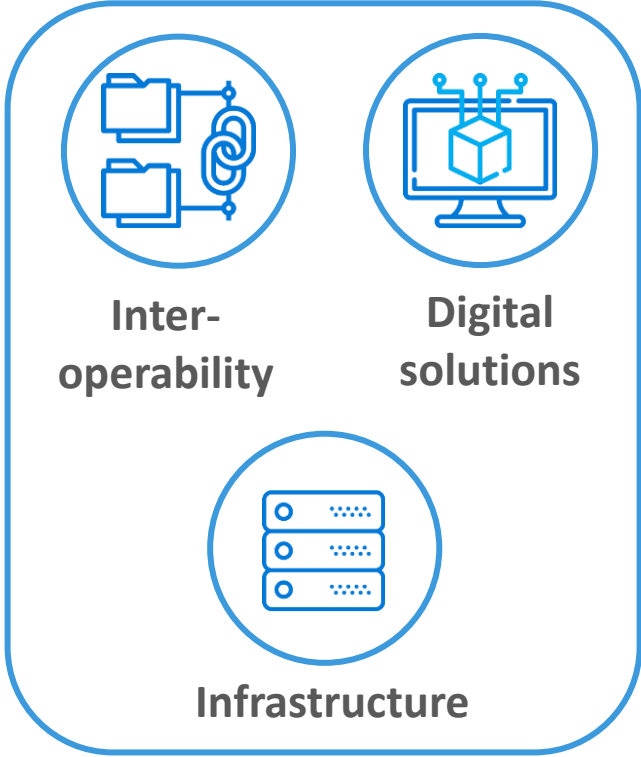 Inter-
operability
Digital
solutions
Infrastructure